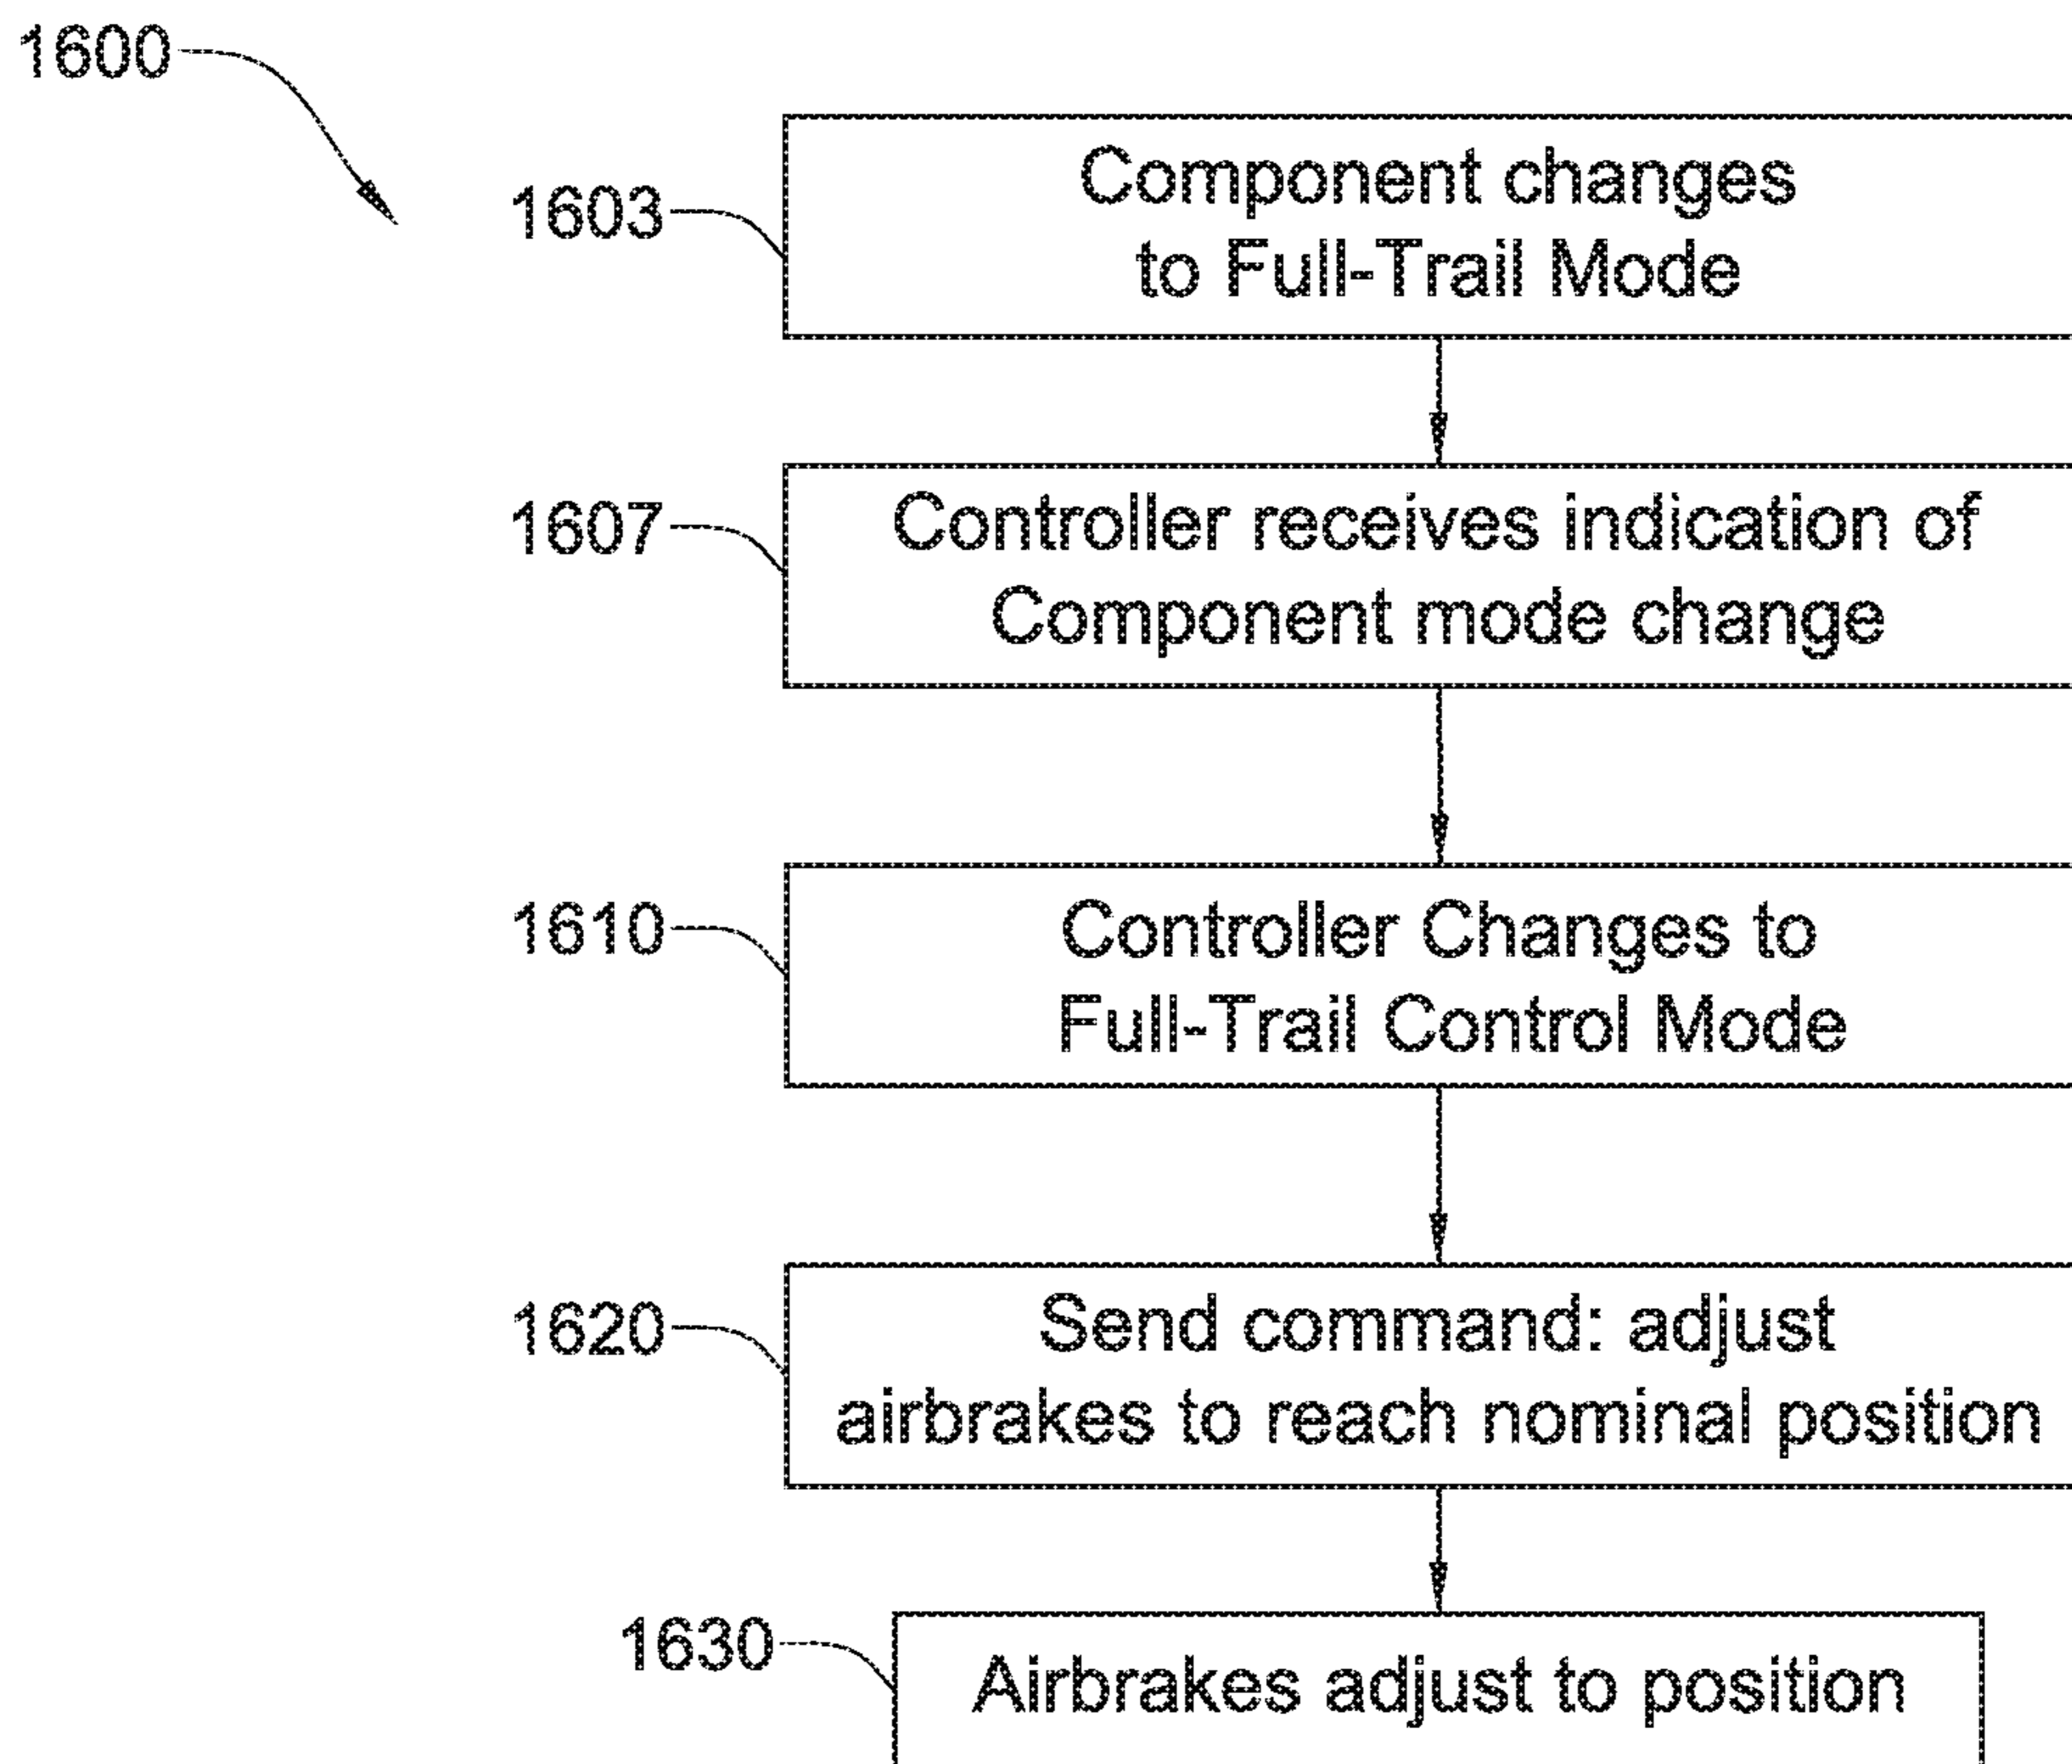 1600
1603
Component changes
to Full-Trail Mode
1607
Controller receives indication of
Component mode change
1610
Controller Changes to
Full-Trail Control Mode
1620
Send command: adjust
airbrakes to reach nominal position
1630
Airbrakes adjust to position